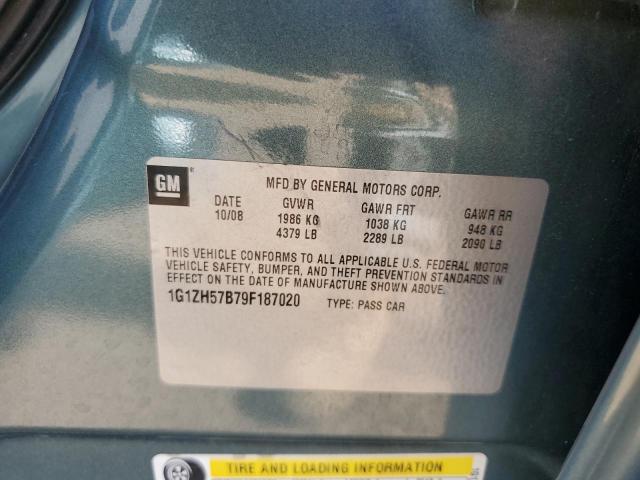 GM
MFD BY GENERAL MOTORS CORP.
DATE GVWR GAWR FRT GAWR RR
10/08 1986 KG 1038 KG 948 KG
4379 LB 2289 LB 2090 LB
THIS VEHICLE CONFORMS TO ALL APPLICABLE U.S. FEDERAL MOTOR
VEHICLE SAFETY, BUMPER, AND THEFT PREVENTION STANDARDS IN
EFFECT ON THE DATE OF MANUFACTURE SHOWN ABOVE.
1G1ZH57B79F187020 TYPE: PASS CAR
TIRE AND LOADING INFORMATION